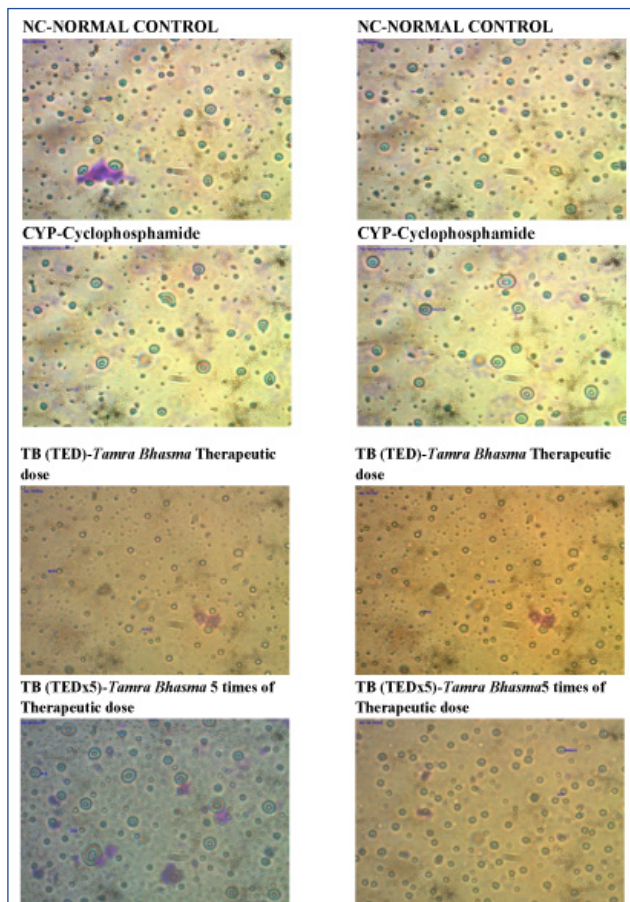 NC-NORMAL CONTROL
NC-NORMAL CONTROL
CYP-Cyclophosphamide
CYP-Cyclophosphamide
TB (TED)-Tamra Bhasma Therapeutic
dose
TB (TED)-Tamra Bhasma Therapeutic
dose
TB (TEDx5)-Tamra Bhasma 5 times of
Therapeutic dose
TB (TEDx5)-Tamra Bhasma5 times of
Therapeutic dose